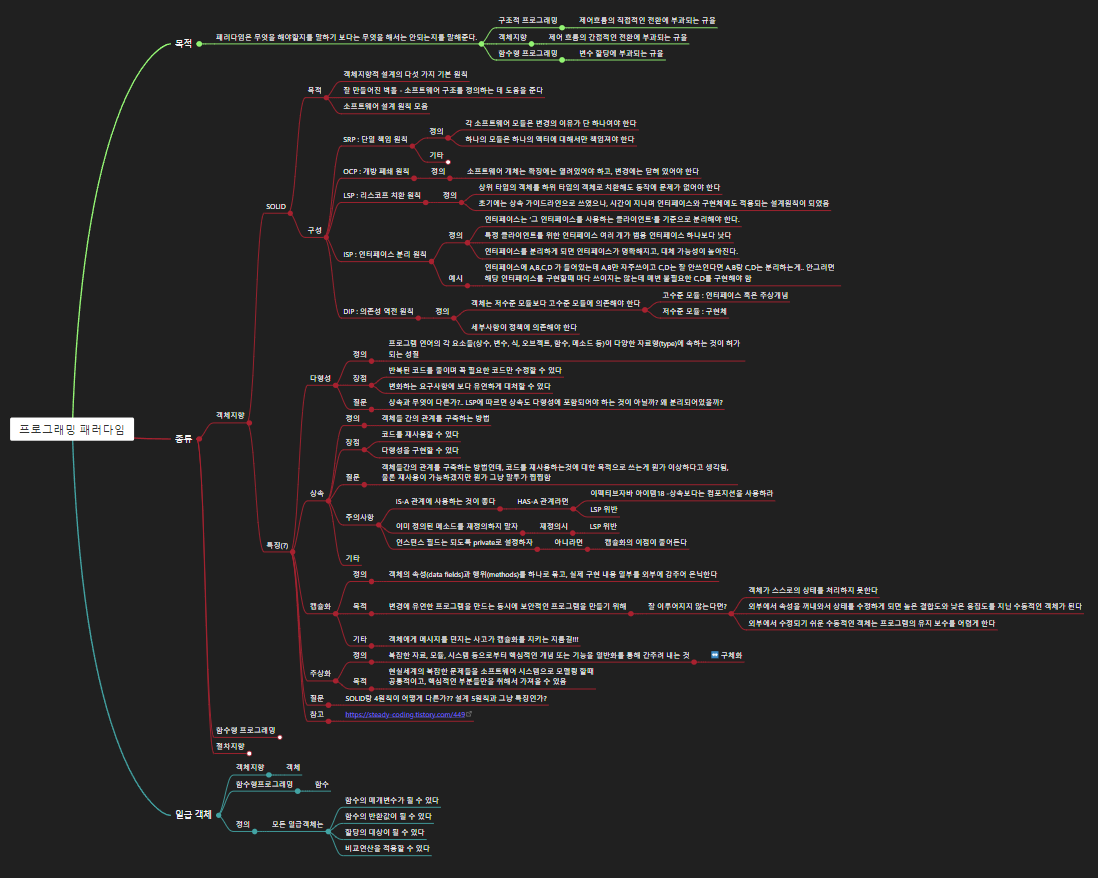 프로그래밍 패러다임
목적
패러다임은 무엇을 해야할지를 말하기 보다는 무엇을 해서는 안되는지를 말해준다.
구조적 프로그래밍
제어흐름의 직접적인 전환에 부과되는 규율
객체지향
제어 흐름의 간접적인 전환에 부과되는 규율
함수형 프로그래밍
변수 할당에 부과되는 규율
종류
객체지향
SOLID
목적
객체지향적 설계의 다섯 가지 기본 원칙
잘 만들어진 벽돌 - 소프트웨어 구조를 정의하는 데 도움을 준다
소프트웨어 설계 원칙 모음
구성
SRP : 단일 책임 원칙
정의
각 소프트웨어 모듈은 변경의 이유가 단 하나여야 한다
하나의 모듈은 하나의 액터에 대해서만 책임져야 한다
기타
OCP : 개방 폐쇄 원칙
정의
소프트웨어 개체는 확장에는 열려있어야 하고, 변경에는 닫혀 있어야 한다
LSP : 리스코프 치환 원칙
정의
상위 타입의 객체를 하위 타입의 객체로 치환해도 동작에 문제가 없어야 한다
초기에는 상속 가이드라인으로 쓰였으나, 시간이 지나며 인터페이스와 구현체에도 적용되는 설계원칙이 되었음
ISP : 인터페이스 분리 원칙
정의
인터페이스는 '그 인터페이스를 사용하는 클라이언트'를 기준으로 분리해야 한다.
특정 클라이언트를 위한 인터페이스 여러 개가 범용 인터페이스 하나보다 낫다
인터페이스를 분리하게 되면 인터페이스가 명확해지고, 대체 가능성이 높아진다.
예시
인터페이스에 A,B,C,D 가 들어있는데 A,B만 자주쓰이고 C,D는 잘 안쓰인다면 A,B랑 C,D는 분리하는게.. 안그러면
해당 인터페이스를 구현할때 마다 쓰이지는 않는데 매번 불필요한 C,D를 구현해야 함
DIP : 의존성 역전 원칙
정의
객체는 저수준 모듈보다 고수준 모듈에 의존해야 한다
고수준 모듈 : 인터페이스 혹은 추상개념
저수준 모듈 : 구현체
세부사항이 정책에 의존해야 한다
특징(?)
다형성
정의
프로그램 언어의 각 요소들(상수, 변수, 식, 오브젝트, 함수, 메소드 등)이 다양한 자료형(type)에 속하는 것이 허가
되는 성질
장점
반복된 코드를 줄이며 꼭 필요한 코드만 수정할 수 있다
변화하는 요구사항에 보다 유연하게 대처할 수 있다
질문
상속과 무엇이 다른가?.. LSP에 따르면 상속도 다형성에 포함되어야 하는 것이 아닐까? 왜 분리되어있을까?
상속
정의
객체들 간의 관계를 구축하는 방법
장점
코드를 재사용할 수 있다
다형성을 구현할 수 있다
질문
객체들간의 관계를 구축하는 방법인데, 코드를 재사용하는것에 대한 목적으로 쓰는게 뭔가 이상하다고 생각됨,
물론 재사용이 가능하겠지만 뭔가 그냥 말투가 찝찝함
주의사항
IS-A 관계에 사용하는 것이 좋다
HAS-A 관계라면
이펙티브자바 아이템18 -상속보다는 컴포지션을 사용하라
LSP 위반
이미 정의된 메소드를 재정의하지 말자
재정의시
LSP 위반
인스턴스 필드는 되도록 private로 설정하자
아니라면
캡슐화의 이점이 줄어든다
기타
캡슐화
정의
객체의 속성(data fields)과 행위(methods)를 하나로 묶고, 실제 구현 내용 일부를 외부에 감추어 은닉한다
목적
변경에 유연한 프로그램을 만드는 동시에 보안적인 프로그램을 만들기 위해
잘 이루어지지 않는다면?
객체가 스스로의 상태를 처리하지 못한다
외부에서 속성을 꺼내와서 상태를 수정하게 되면 높은 결합도와 낮은 응집도를 지닌 수동적인 객체가 된다
외부에서 수정되기 쉬운 수동적인 객체는 프로그램의 유지 보수를 어렵게 한다
기타
객체에게 메시지를 던지는 사고가 캡슐화를 지키는 지름길!!!
추상화
정의
복잡한 자료, 모듈, 시스템 등으로부터 핵심적인 개념 또는 기능을 일반화를 통해 간추려 내는 것
↔ 구체화
목적
현실세계의 복잡한 문제들을 소프트웨어 시스템으로 모델링 할때
공통적이고, 핵심적인 부분들만을 취해서 가져올 수 있음
질문
SOLID랑 4원칙이 어떻게 다른가?? 설계 5원칙과 그냥 특징인가?
참고
https://steady-coding.tistory.com/449
함수형 프로그래밍
절차지향
일급 객체
객체지향
객체
함수형프로그래밍
함수
정의
모든 일급객체는
함수의 매개변수가 될 수 있다
함수의 반환값이 될 수 있다
할당의 대상이 될 수 있다
비교연산을 적용할 수 있다